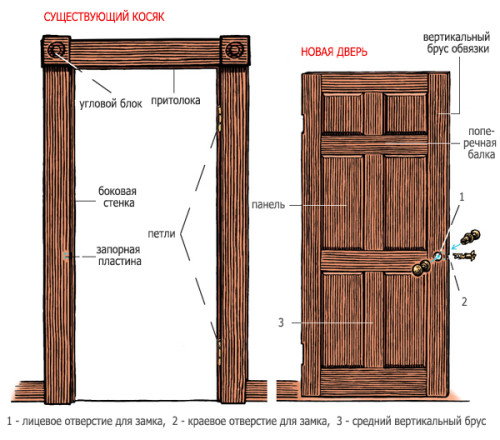 СУЩЕСТВУЮЩИЙ КОСЯК
угловой блок
притолока
боковая
стенка
запорная
пластина
петли
НОВАЯ ДВЕРЬ
вертикальный
брус обвязки
попе-
речная
балка
панель
1
2
3
1 - лицевое отверстие для замка, 2 - краевое отверстие для замка, 3 - средний вертикальный брус